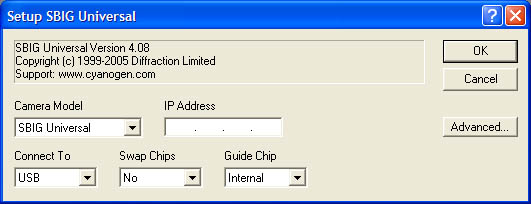 Setup SBIG Universal
SBIG Universal Version 4.08
Copyright (c) 1999-2005 Diffraction Limited
Support: www.cyanogen.com
OK
Cancel
Camera Model
IP Address
SBIG Universal
. . .
Advanced...
Connect To
Swap Chips
Guide Chip
USB
No
Internal